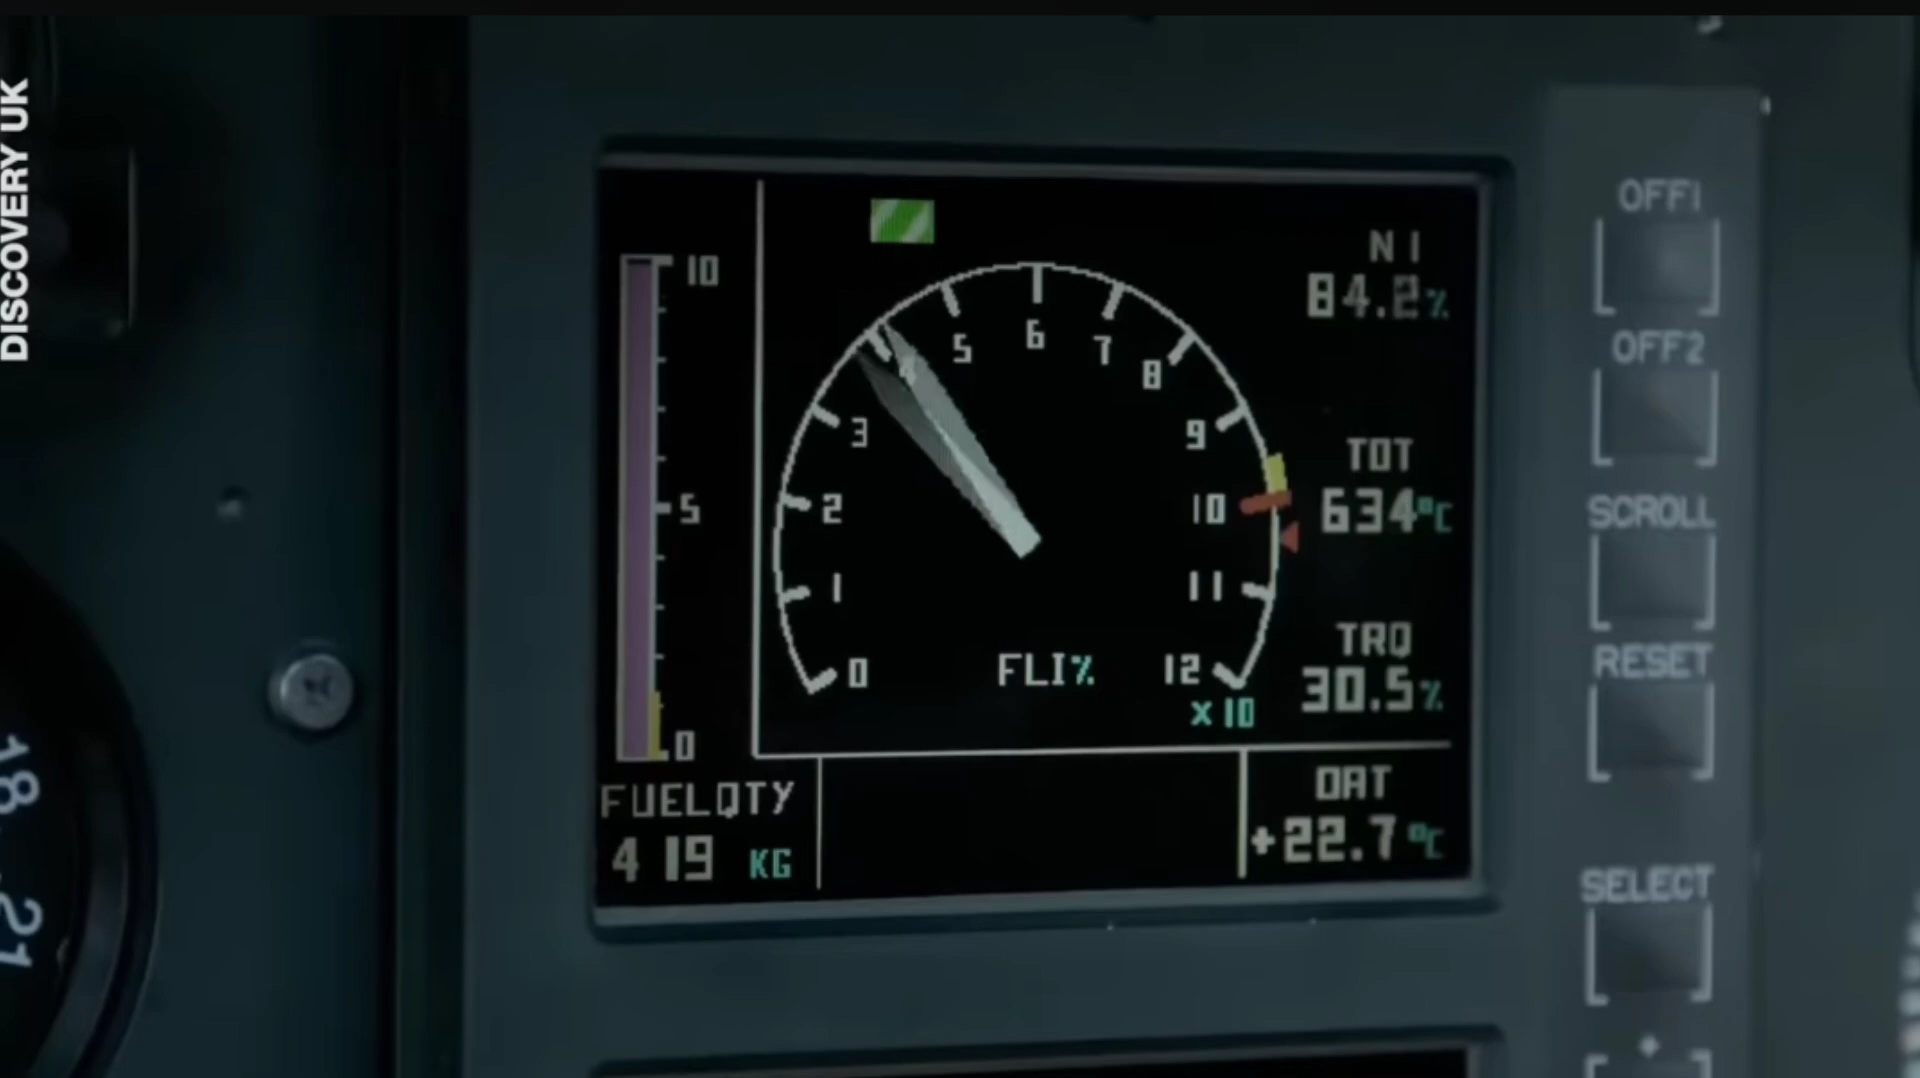 DISCOVERY UK
10
5
0
FUELQTY
419 KG
0
1
2
3
4
5
6
7
8
9
10
11
12
x 10
FLI%
N1
84.2%
TOT
634°C
TRQ
30.5%
OAT
+22.7°C
OFF1
OFF2
SCROLL
RESET
SELECT
18
21